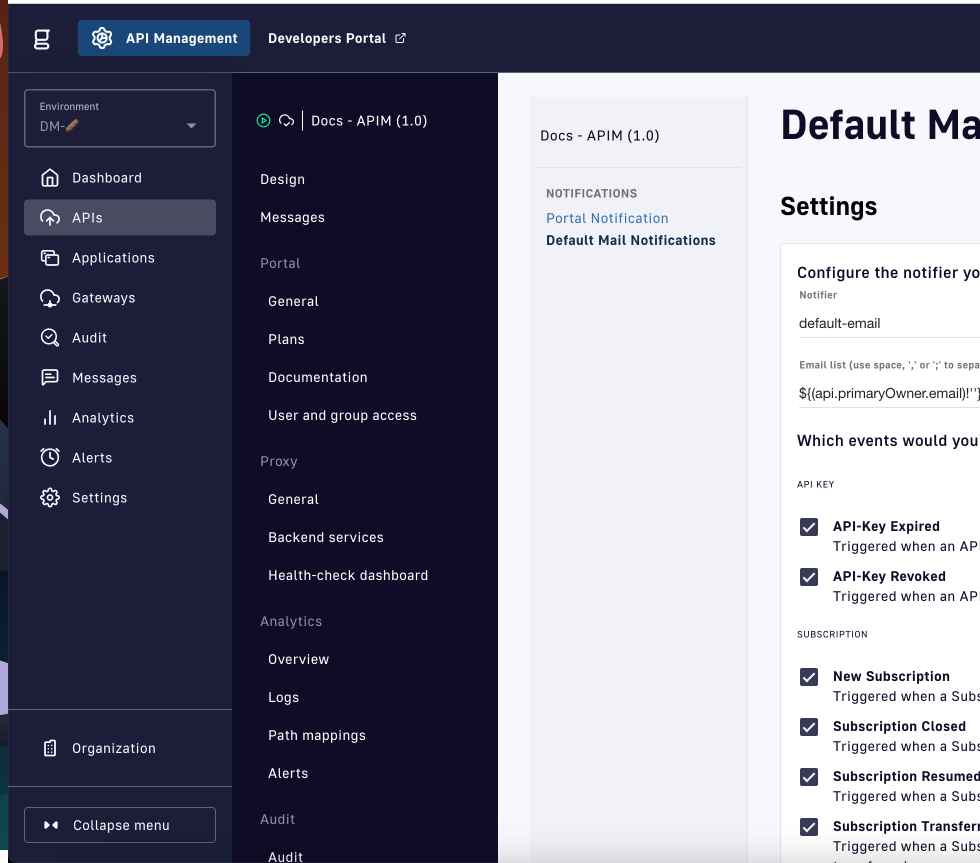 API Management
Developers Portal
Environment
DM-🥖
Dashboard
APIs
Applications
Gateways
Audit
Messages
Analytics
Alerts
Settings
Organization
Collapse menu
Docs - APIM (1.0)
Design
Messages
Portal
General
Plans
Documentation
User and group access
Proxy
General
Backend services
Health-check dashboard
Analytics
Overview
Logs
Path mappings
Alerts
Audit
Audit
Docs - APIM (1.0)
NOTIFICATIONS
Portal Notification
Default Mail Notifications
Default Ma
Settings
Configure the notifier yo
Notifier
default-email
Email list (use space, ',' or ';' to sepa
${(api.primaryOwner.email)!''}
Which events would you
API KEY
API-Key Expired
Triggered when an API
API-Key Revoked
Triggered when an API
SUBSCRIPTION
New Subscription
Triggered when a Subs
Subscription Closed
Triggered when a Subs
Subscription Resumed
Triggered when a Subs
Subscription Transfer
Triggered when a Subs